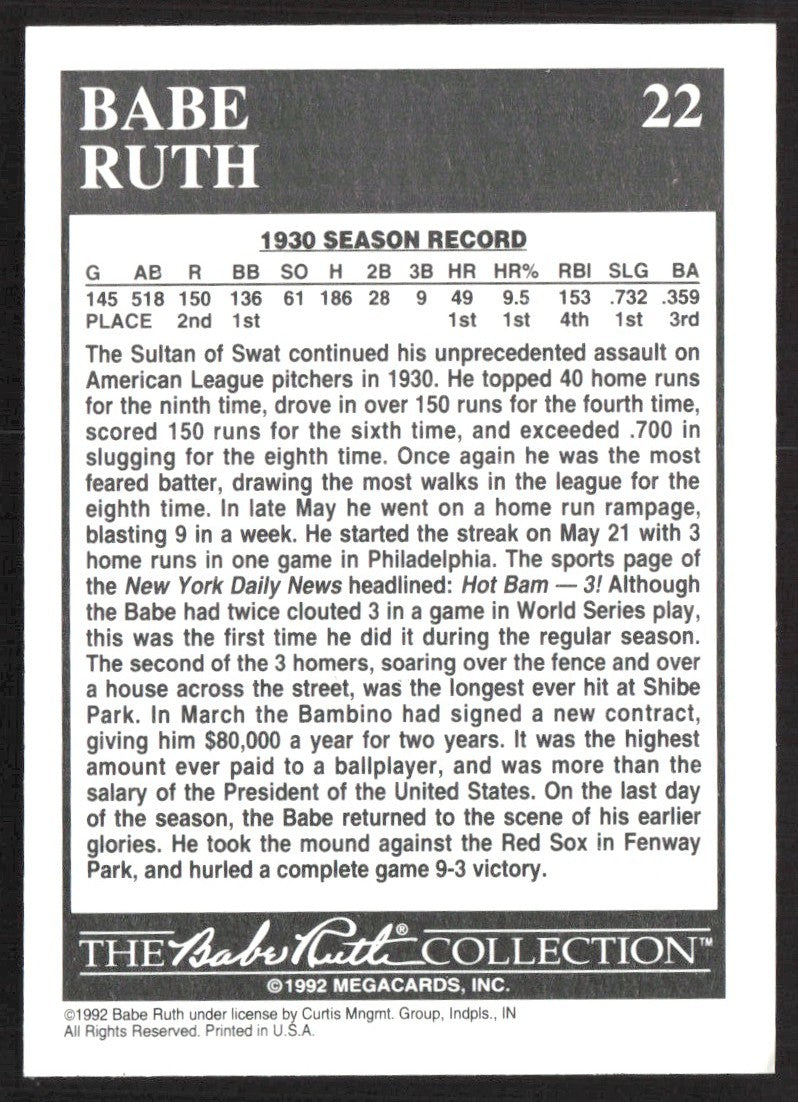 BABE
RUTH
22
1930 SEASON RECORD
G AB R BB SO H 2B 3B HR HR% RBI SLG BA
145 518 150 136 61 186 28 9 49 9.5 153 .732 .359
PLACE 2nd 1st 1st 1st 4th 1st 3rd
The Sultan of Swat continued his unprecedented assault on
American League pitchers in 1930. He topped 40 home runs
for the ninth time, drove in over 150 runs for the fourth time,
scored 150 runs for the sixth time, and exceeded .700 in
slugging for the eighth time. Once again he was the most
feared batter, drawing the most walks in the league for the
eighth time. In late May he went on a home run rampage,
blasting 9 in a week. He started the streak on May 21 with 3
home runs in one game in Philadelphia. The sports page of
the New York Daily News headlined: Hot Bam — 3! Although
the Babe had twice clouted 3 in a game in World Series play,
this was the first time he did it during the regular season.
The second of the 3 homers, soaring over the fence and over
a house across the street, was the longest ever hit at Shibe
Park. In March the Bambino had signed a new contract,
giving him $80,000 a year for two years. It was the highest
amount ever paid to a ballplayer, and was more than the
salary of the President of the United States. On the last day
of the season, the Babe returned to the scene of his earlier
glories. He took the mound against the Red Sox in Fenway
Park, and hurled a complete game 9-3 victory.
THE Babe Ruth® COLLECTION™
©1992 MEGACARDS, INC.
©1992 Babe Ruth under license by Curtis Mngmt. Group, Indpls., IN
All Rights Reserved. Printed in U.S.A.